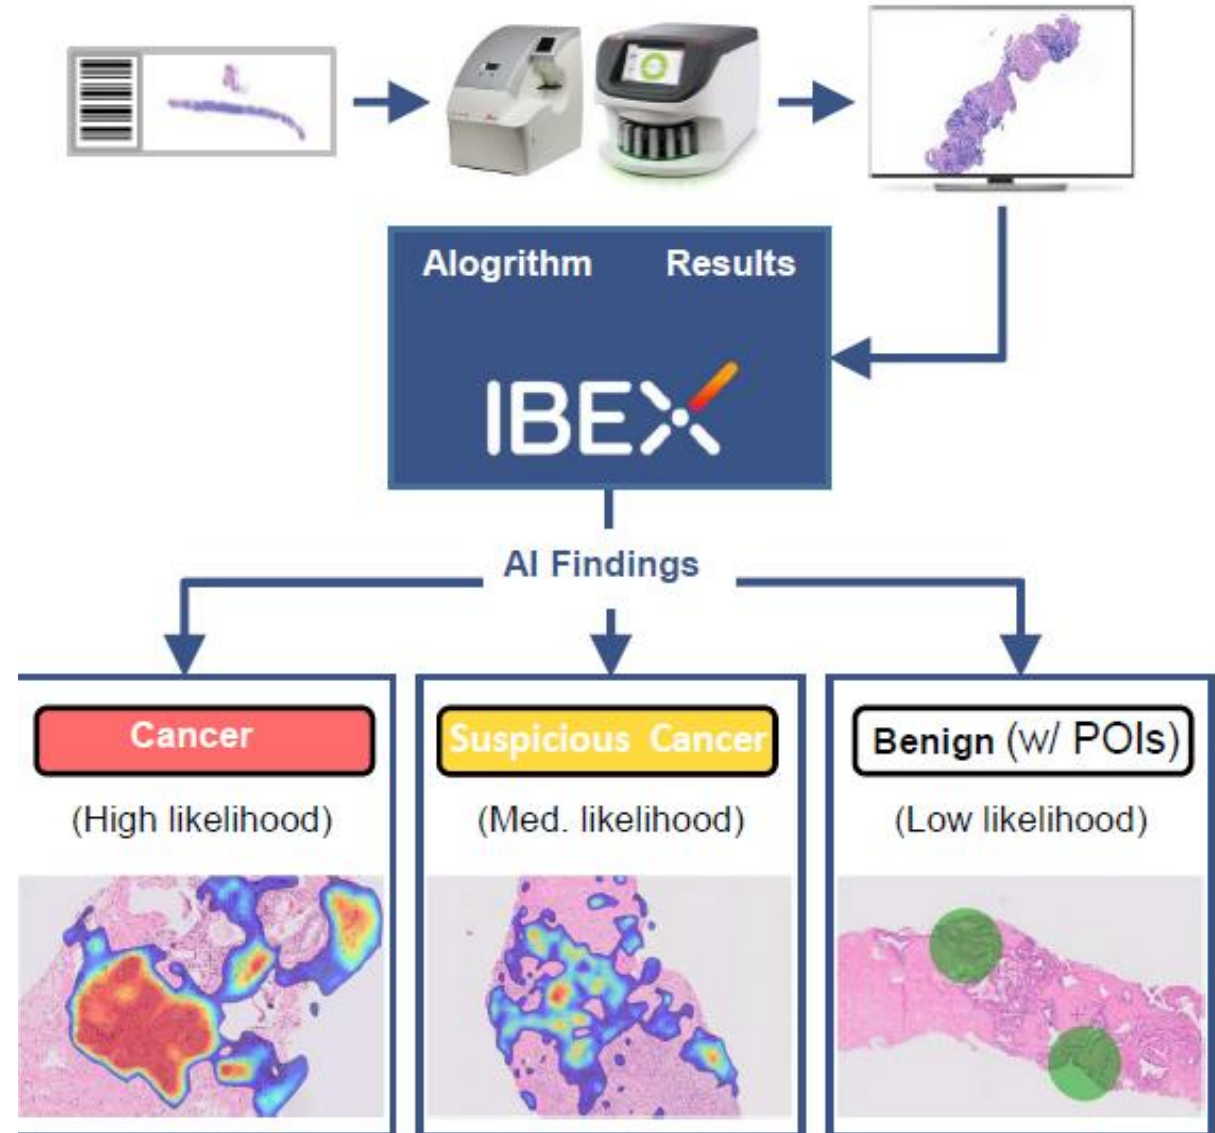 Alogrithm Results
IBEX
AI Findings
Cancer
(High likelihood)
Suspicious Cancer
(Med. likelihood)
Benign (w/ POIs)
(Low likelihood)